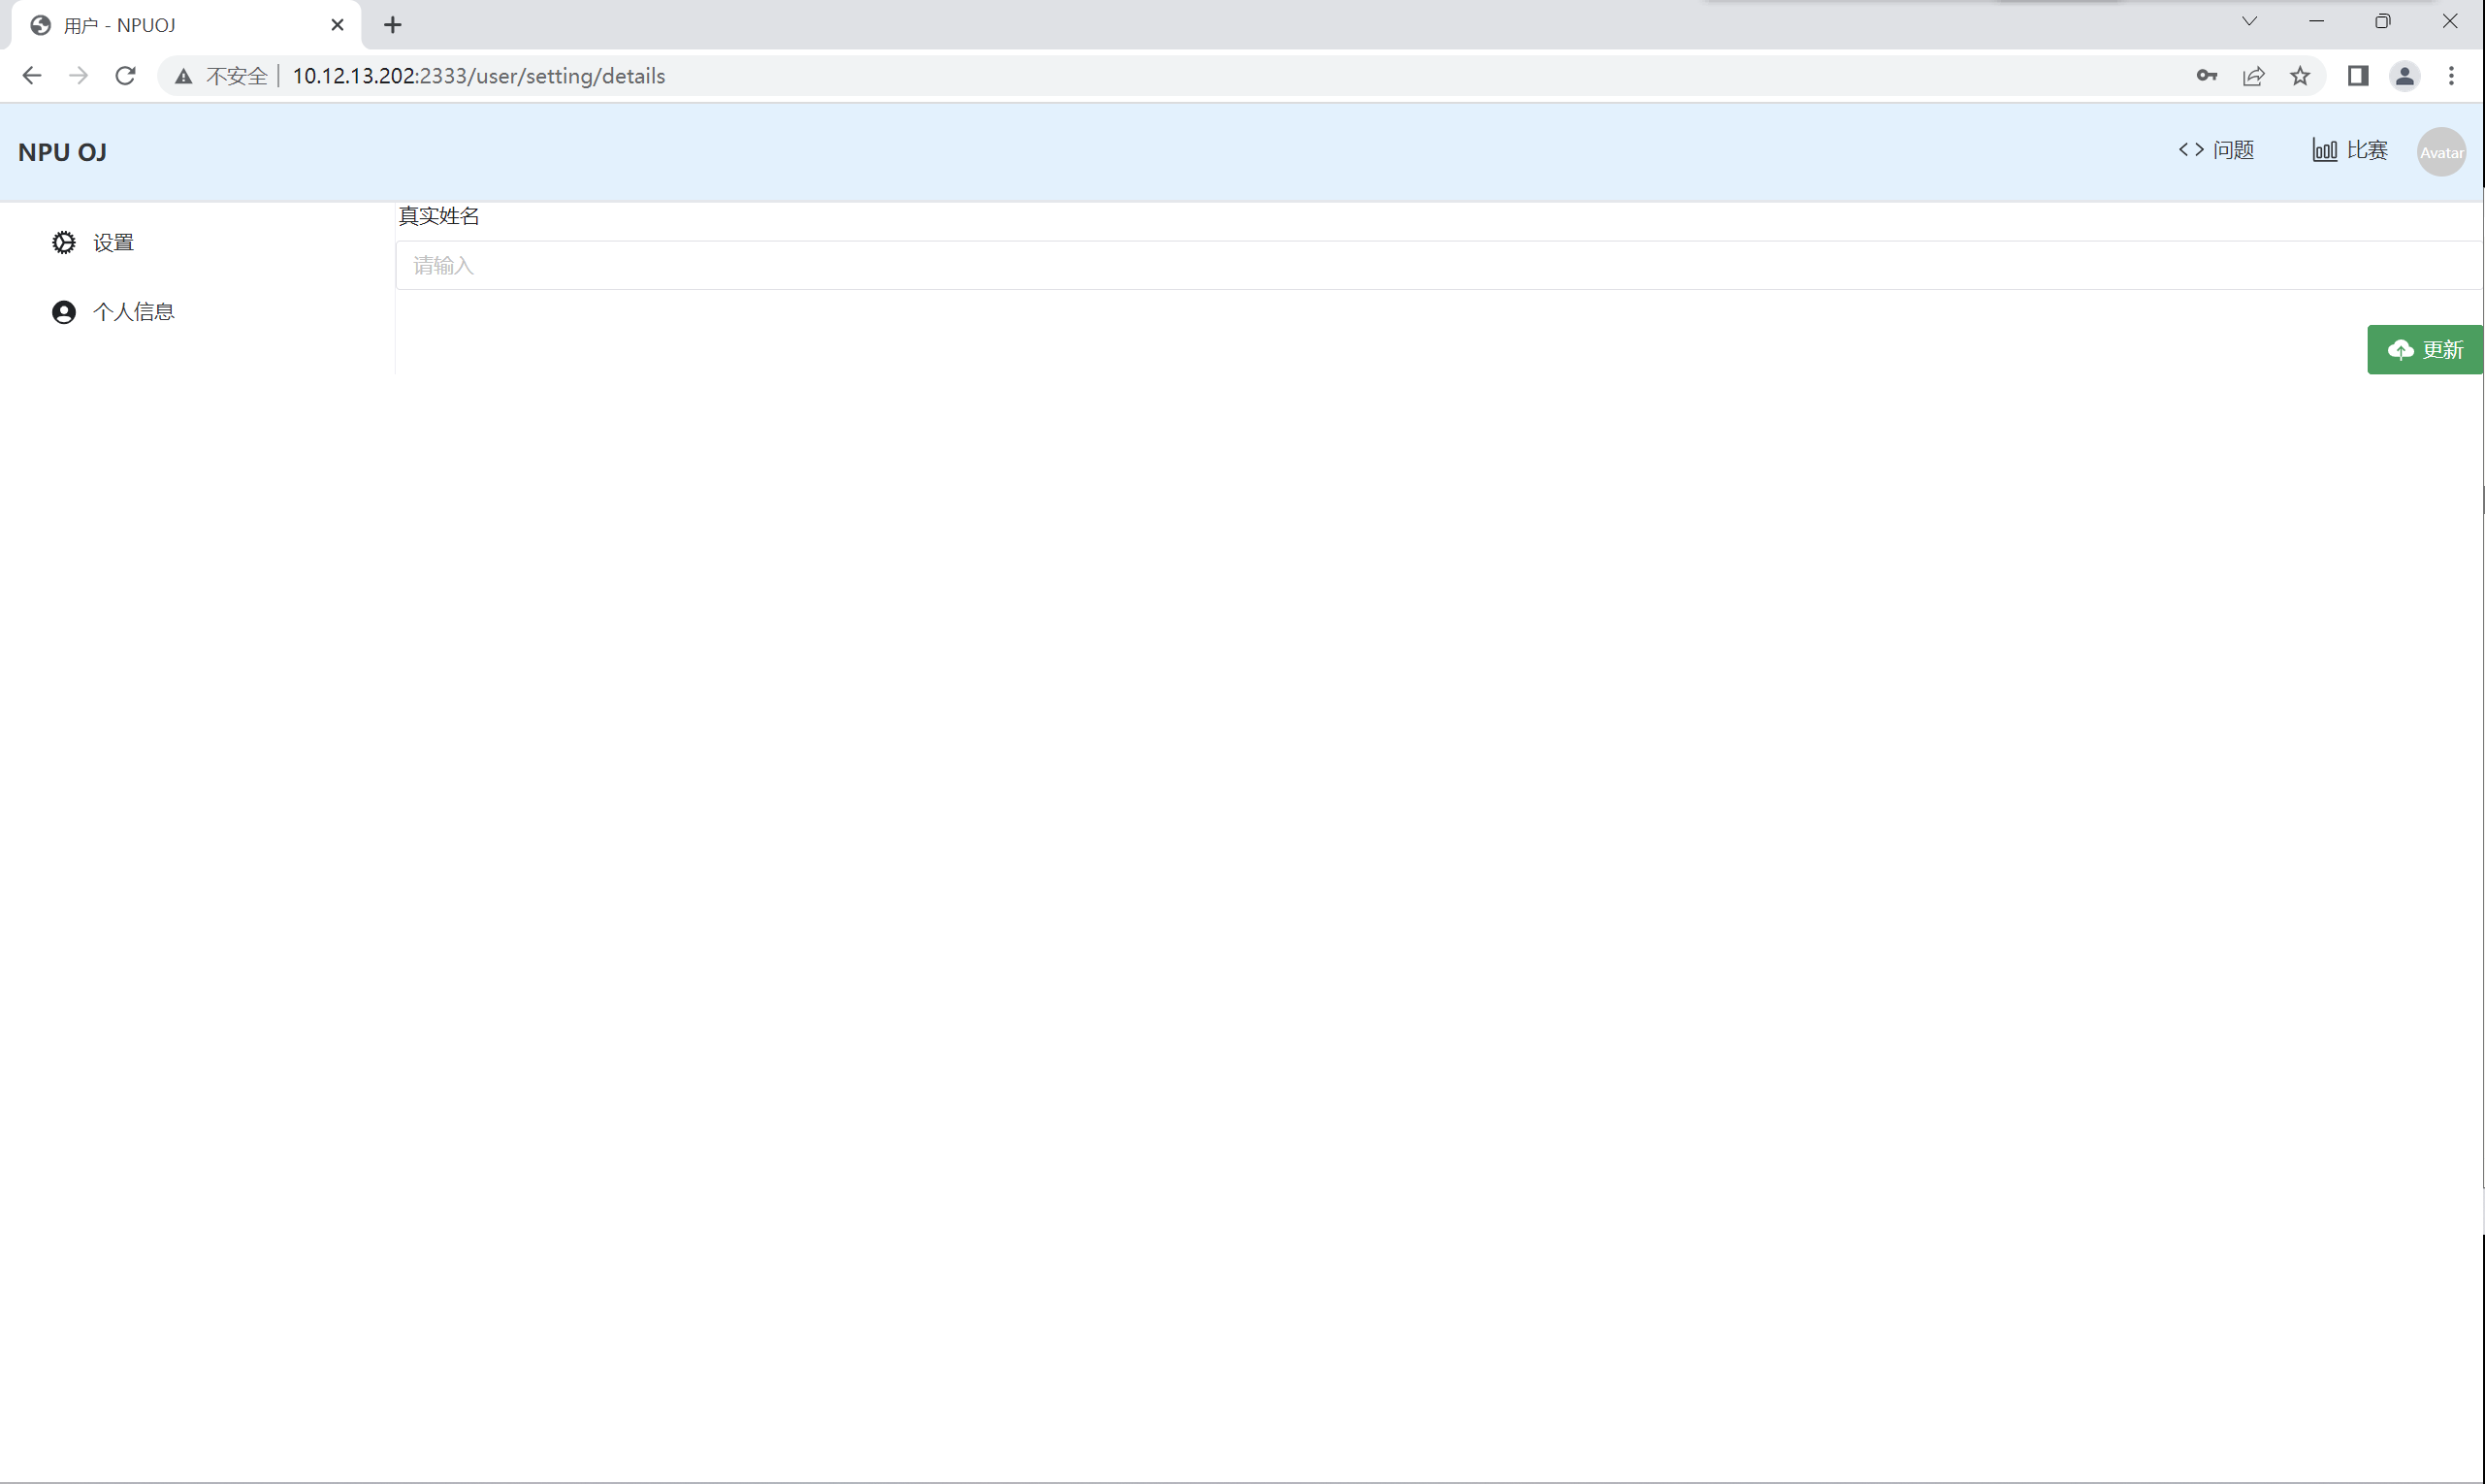 用户 - NPUOJ
不安全 10.12.13.202:2333/user/setting/details
NPU OJ
问题
比赛
Avatar
设置
个人信息
真实姓名
请输入
更新